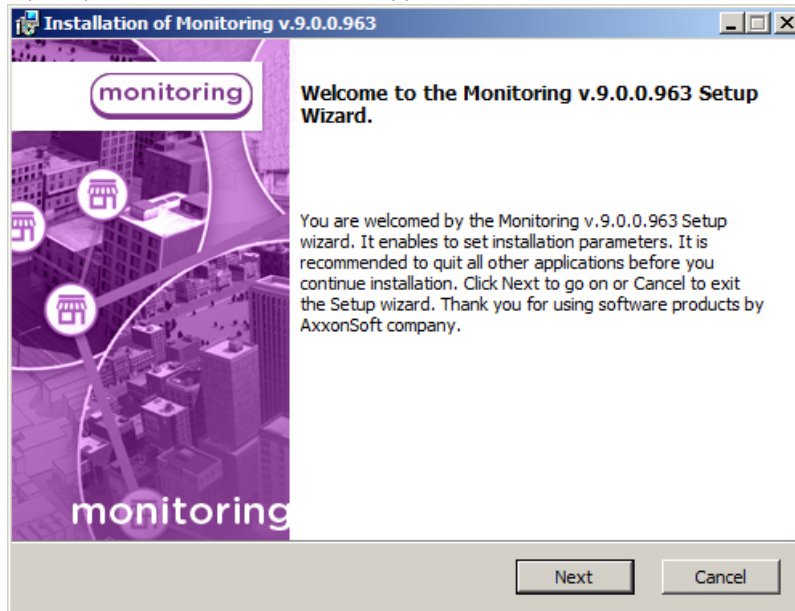 Installation of Monitoring v.9.0.0.963
monitoring
Welcome to the Monitoring v.9.0.0.963 Setup
Wizard.
You are welcomed by the Monitoring v.9.0.0.963 Setup
wizard. It enables to set installation parameters. It is
recommended to quit all other applications before you
continue installation. Click Next to go on or Cancel to exit
the Setup wizard. Thank you for using software products by
AxxonSoft company.
monitoring
Next
Cancel